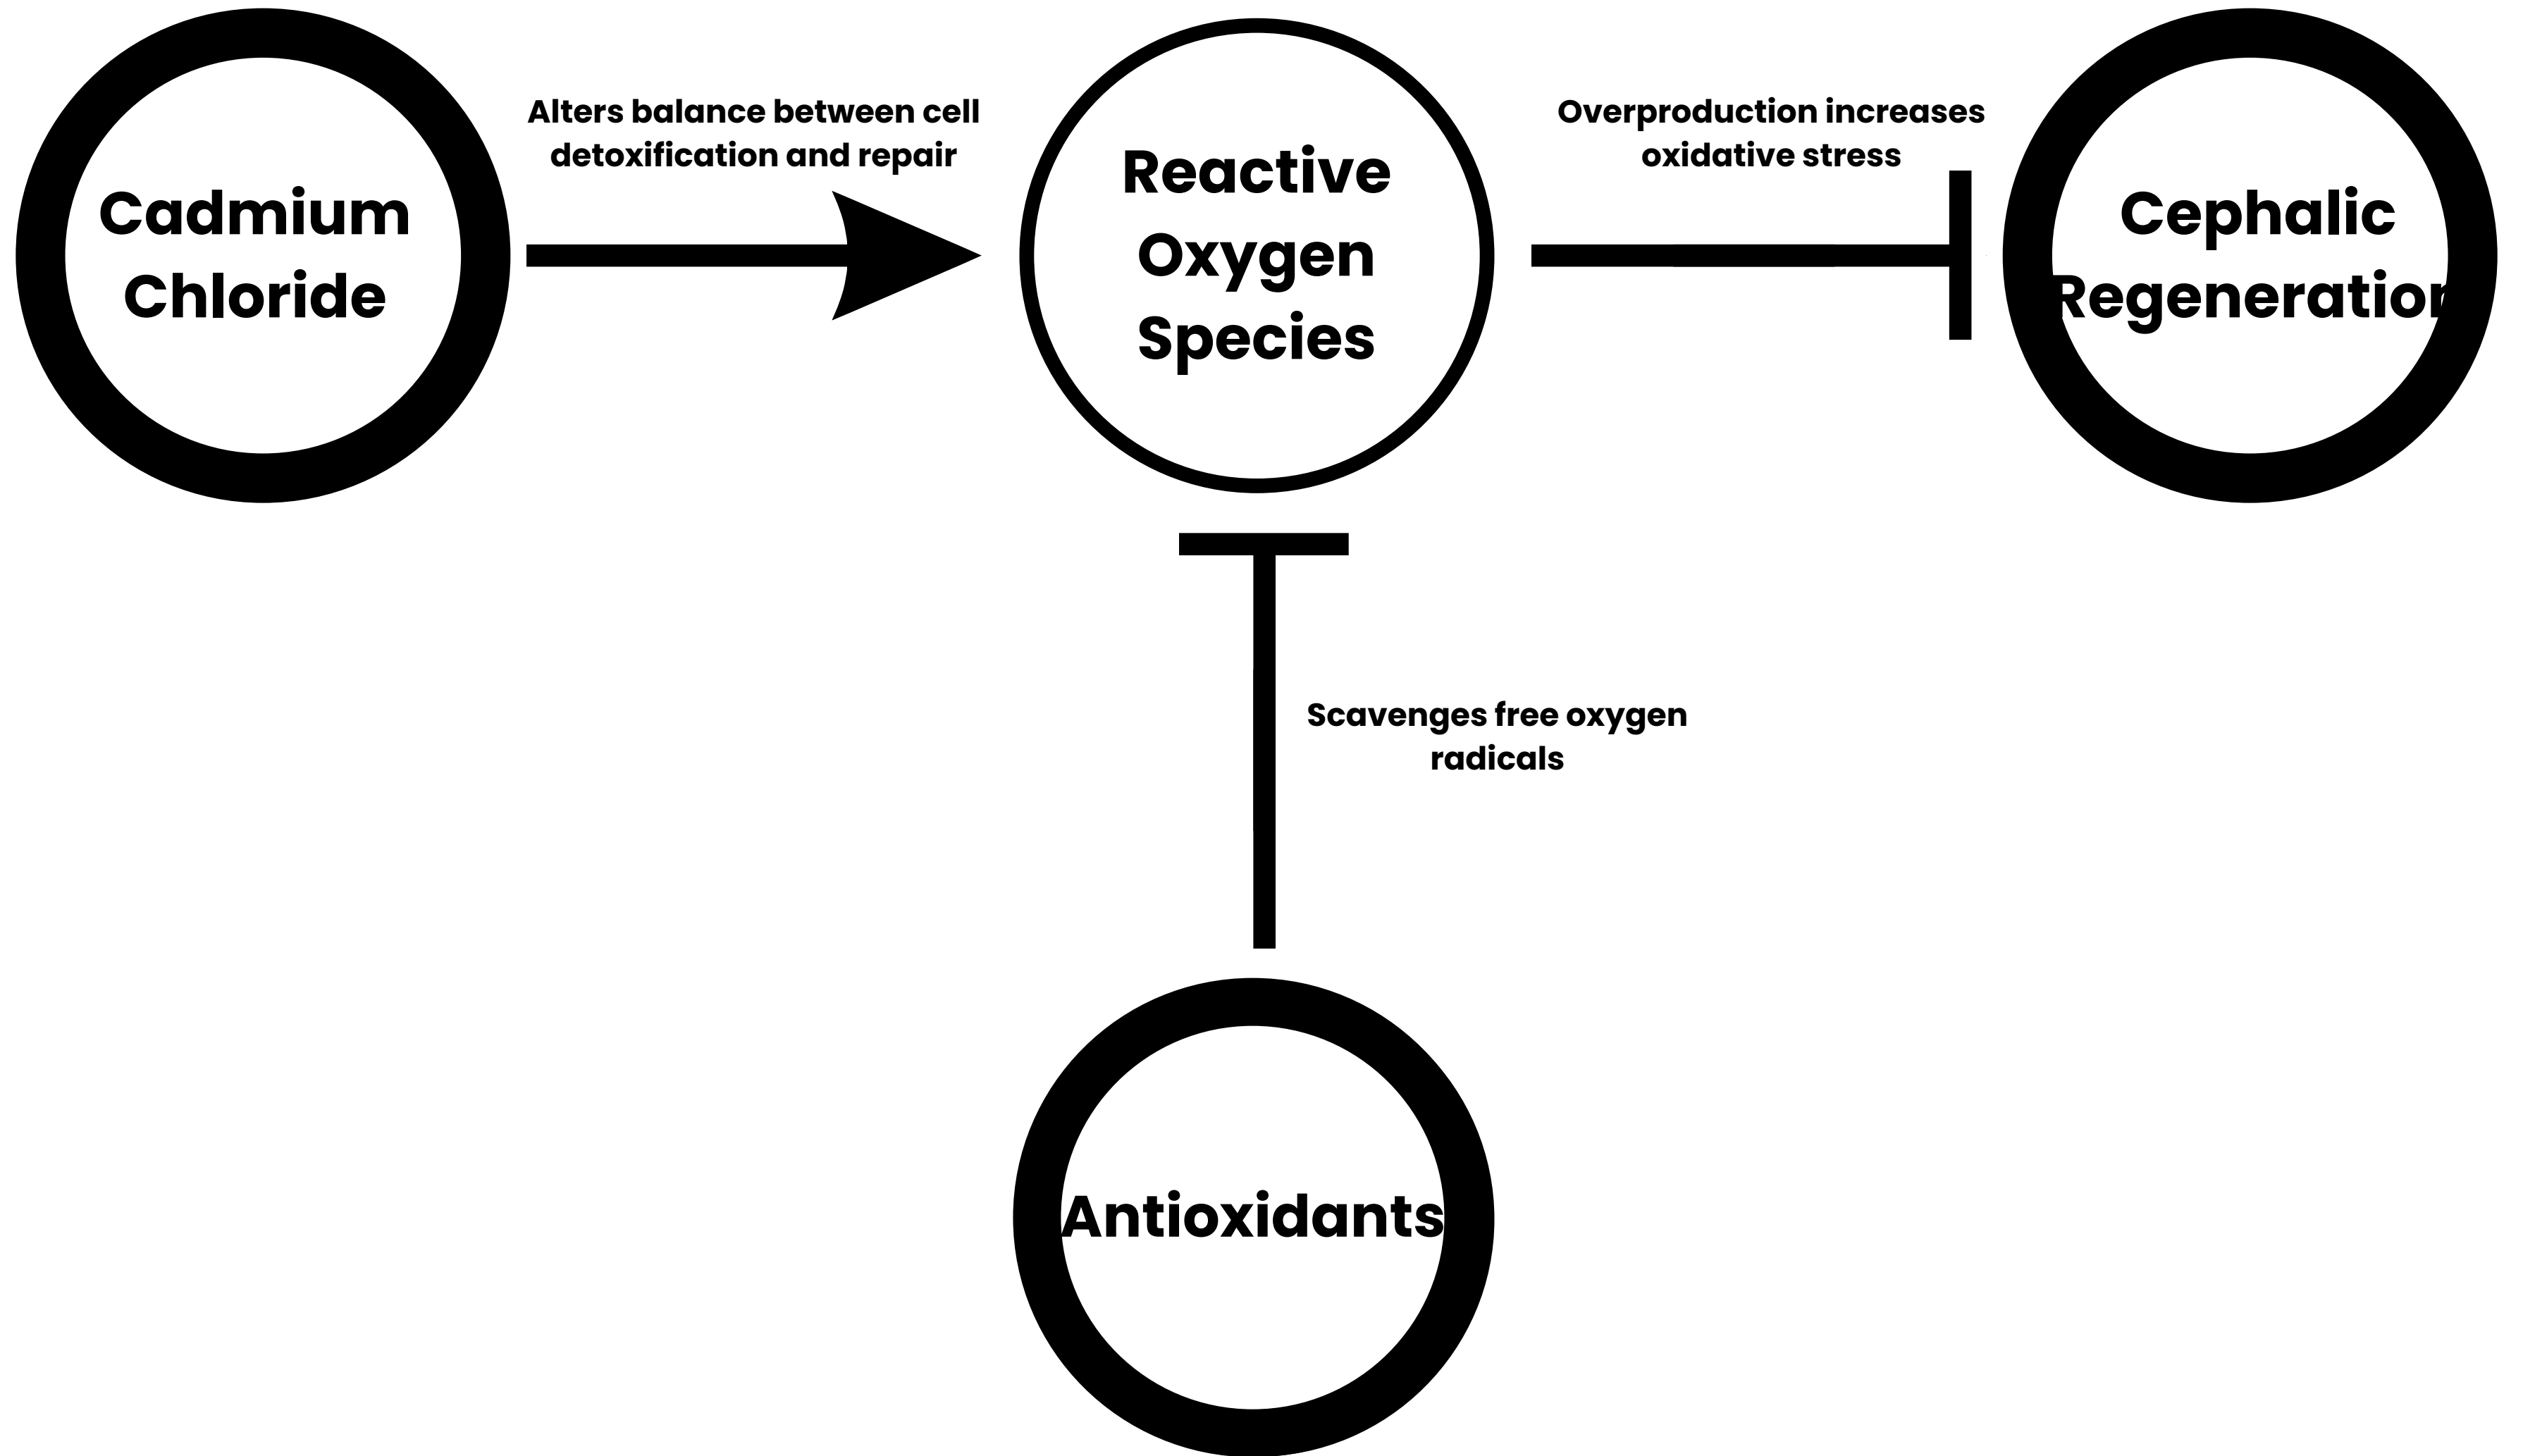 Cadmium
Chloride
Alters balance between cell
detoxification and repair
Reactive
Oxygen
Species
Overproduction increases
oxidative stress
Cephalic
Regeneration
Scavenges free oxygen
radicals
Antioxidants